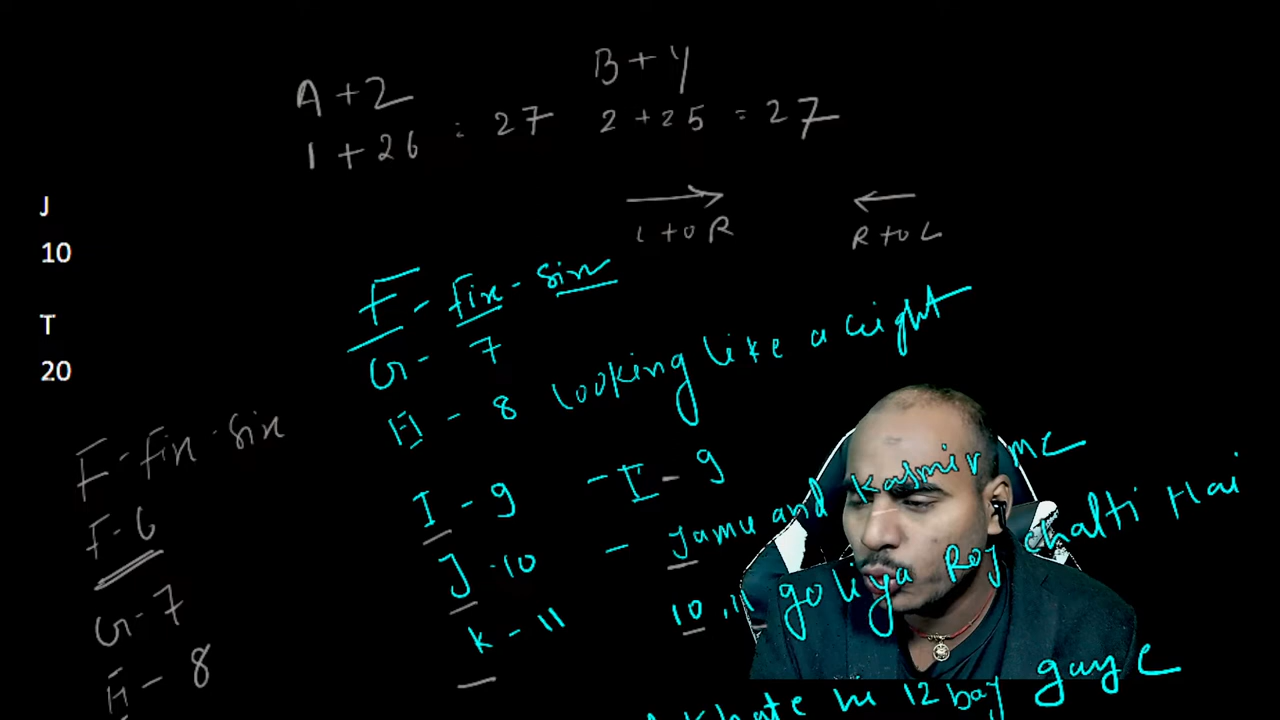 A + Z
1 + 26 = 27
B + Y
2 + 25 = 27
L to R
R to L
J
10
T
20
F - fix - six
G - 7
H - 8 looking like a eight
I - 9 - I - 9
J - 10 - Jamu and Kasmir me
K - 11 10, 11 goliya Roj chalti Hai
khate hi 12 baj gaye
F - fix - six
F - 6
G - 7
H - 8